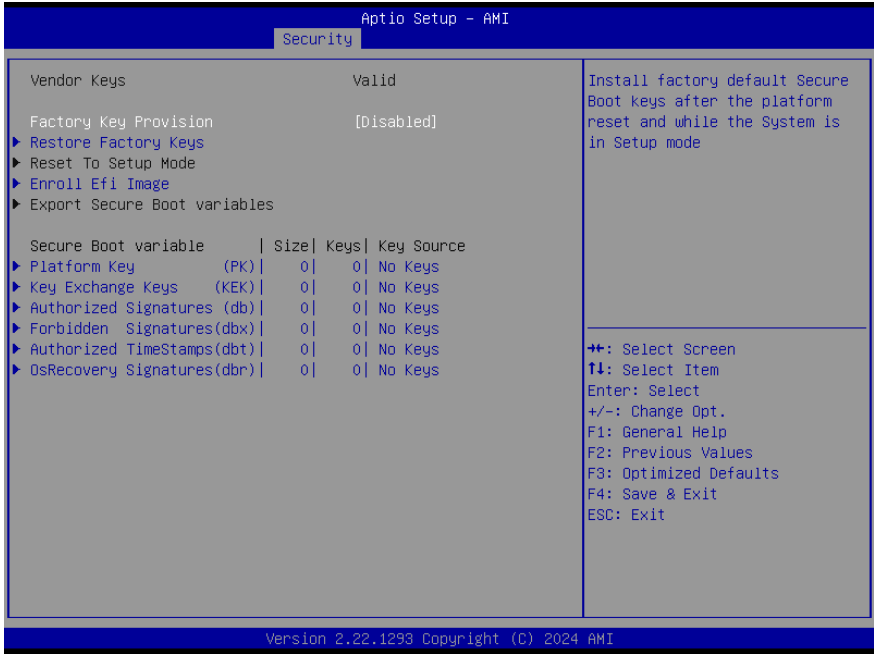 Aptio Setup - AMI
Security
Vendor Keys Valid
Factory Key Provision [Disabled]
Restore Factory Keys
Reset To Setup Mode
Enroll Efi Image
Export Secure Boot variables
Secure Boot variable | Size| Keys| Key Source
Platform Key (PK)| 0| 0| No Keys
Key Exchange Keys (KEK)| 0| 0| No Keys
Authorized Signatures (db)| 0| 0| No Keys
Forbidden Signatures(dbx)| 0| 0| No Keys
Authorized TimeStamps(dbt)| 0| 0| No Keys
OsRecovery Signatures(dbr)| 0| 0| No Keys
Install factory default Secure
Boot keys after the platform
reset and while the System is
in Setup mode
→←: Select Screen
↑↓: Select Item
Enter: Select
+/-: Change Opt.
F1: General Help
F2: Previous Values
F3: Optimized Defaults
F4: Save & Exit
ESC: Exit
Version 2.22.1293 Copyright (C) 2024 AMI